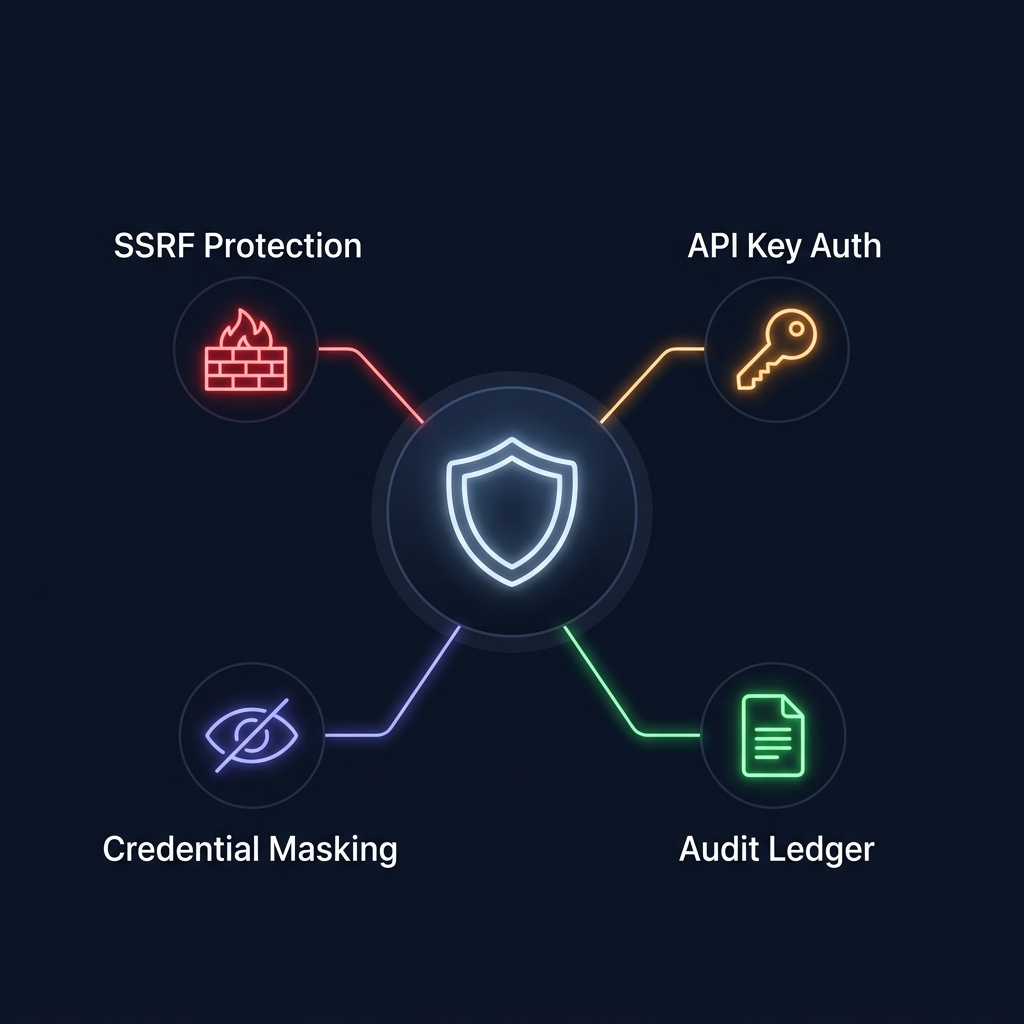 SSRF Protection
API Key Auth
Credential Masking
Audit Ledger